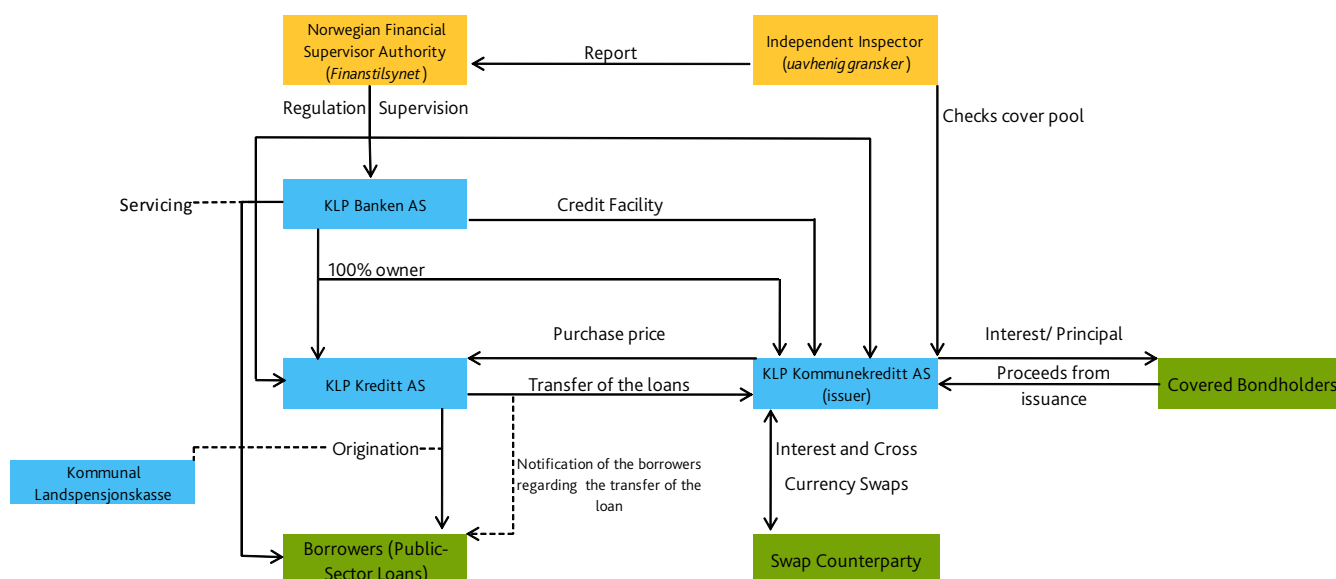 Norwegian Financial
Supervisor Authority
(Finanstilsynet)
Independent Inspector
(uavhenig gransker)
Report
Regulation
Supervision
Checks cover pool
Servicing
KLP Banken AS
Credit Facility
100% owner
Purchase price
Interest/ Principal
KLP Kreditt AS
Transfer of the loans
KLP Kommunekreditt AS
(issuer)
Proceeds from
issuance
Covered Bondholders
Origination
Kommunal
Landspensjonskasse
Notification of the borrowers
regarding the transfer of the
loan
Interest and Cross
Currency Swaps
Borrowers (Public-
Sector Loans)
Swap Counterparty